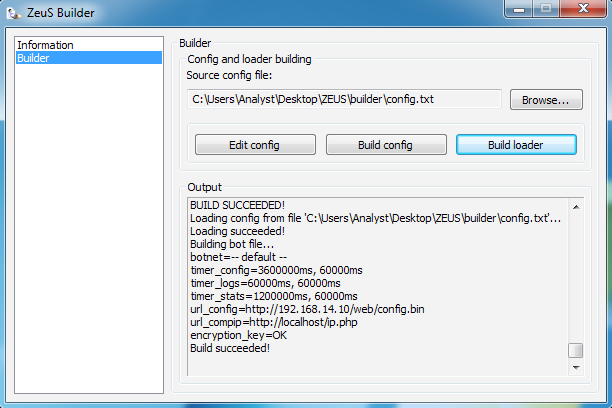 ZeuS Builder
Information
Builder
Builder
Config and loader building
Source config file:
C:\Users\Analyst\Desktop\ZEUS\builder\config.txt
Browse...
Edit config
Build config
Build loader
Output
BUILD SUCCEEDED!
Loading config from file 'C:\Users\Analyst\Desktop\ZEUS\builder\config.txt'...
Loading succeeded!
Building bot file...
botnet=-- default --
timer_config=3600000ms, 60000ms
timer_logs=60000ms, 60000ms
timer_stats=1200000ms, 60000ms
url_config=http://192.168.14.10/web/config.bin
url_compip=http://localhost/ip.php
encryption_key=OK
Build succeeded!